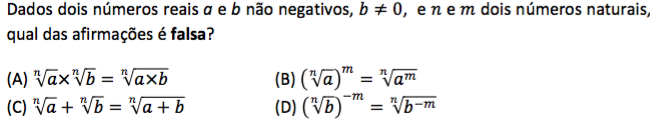 Dados dois números reais a e b não negativos, b ≠ 0, e n e m dois números naturais,
qual das afirmações é falsa?
(A) ⁿ√a×ⁿ√b = ⁿ√(a×b) (B) (ⁿ√a)ᵐ = ⁿ√(aᵐ)
(C) ⁿ√a + ⁿ√b = ⁿ√(a + b) (D) (ⁿ√b)⁻ᵐ = ⁿ√(b⁻ᵐ)